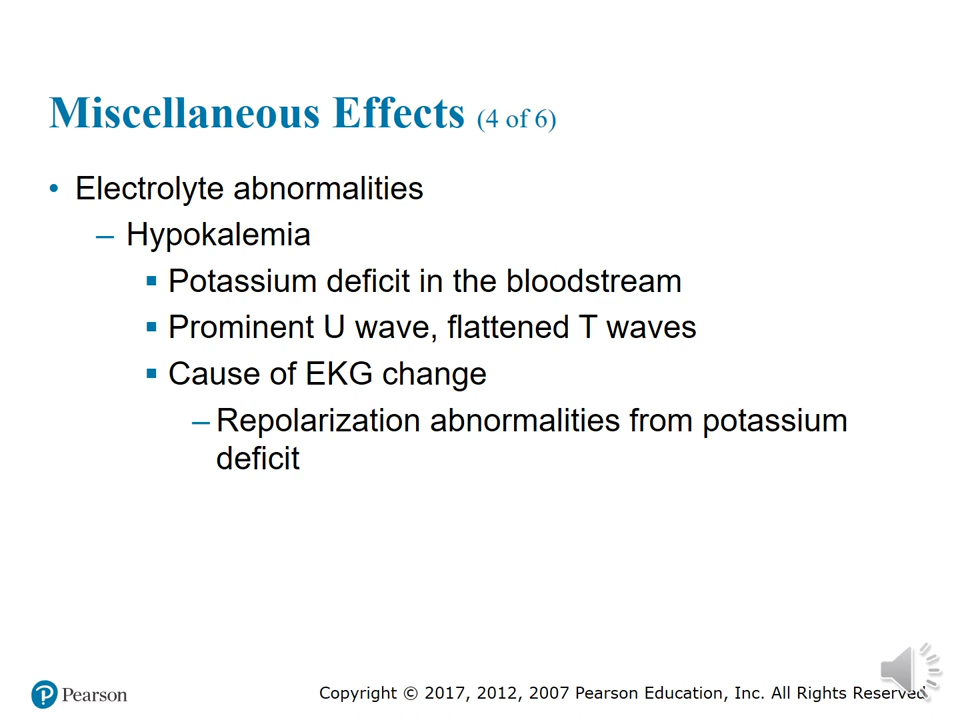 Miscellaneous Effects (4 of 6)
• Electrolyte abnormalities
– Hypokalemia
▪ Potassium deficit in the bloodstream
▪ Prominent U wave, flattened T waves
▪ Cause of EKG change
– Repolarization abnormalities from potassium
deficit
Pearson
Copyright © 2017, 2012, 2007 Pearson Education, Inc. All Rights Reserved